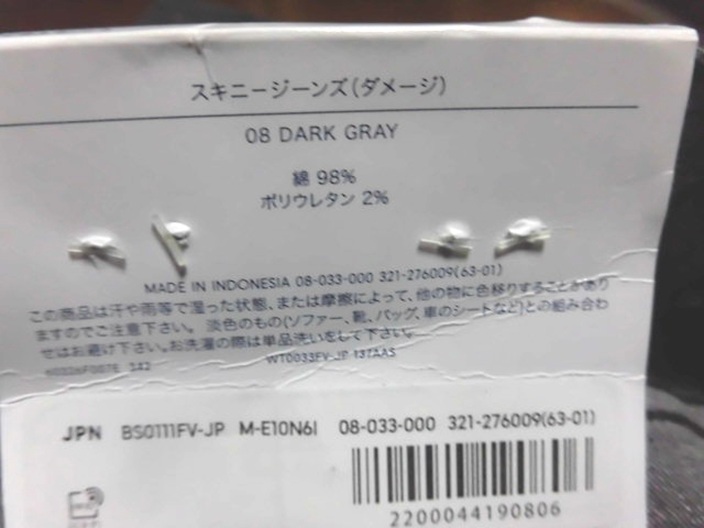 スキニージーンズ(ダメージ)
08 DARK GRAY
綿 98%
ポリウレタン 2%
MADE IN INDONESIA 08-033-000 321-276009(63-01)
この商品は汗や雨等で湿った状態、または摩擦によって、他の物に色移りすることがあり
ますのでご注意下さい。淡色のもの(ソファー、靴、バッグ、車のシートなど)との組み合わ
せはお避け下さい。お洗濯の際は単品洗いをして下さい。
WT0033FV-JP 137AAS
JPN BS0111FV-JP M-E10N6I 08-033-000 321-276009(63-01)
2200044190806